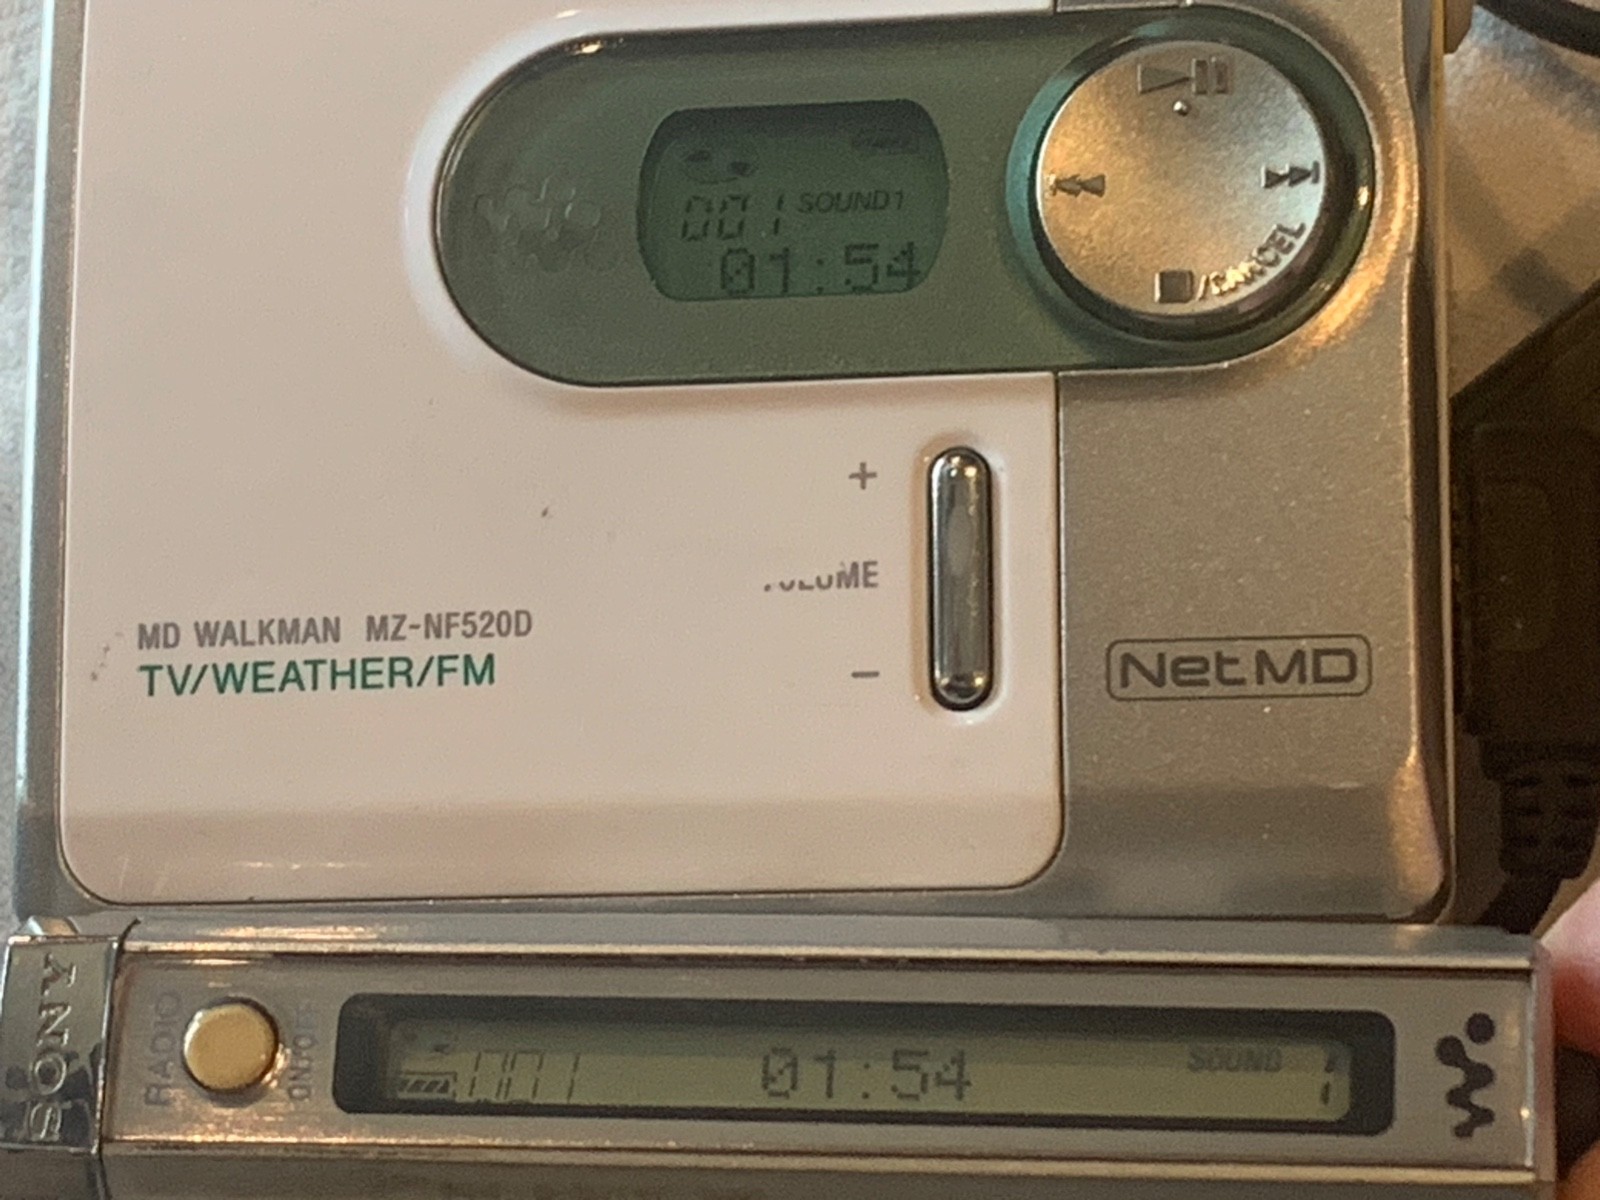 001 SOUND1
01:54
/CANCEL
+
VOLUME
−
MD WALKMAN MZ-NF520D
TV/WEATHER/FM
NetMD
SONY
RADIO
ON/OFF
001 01:54 SOUND 1